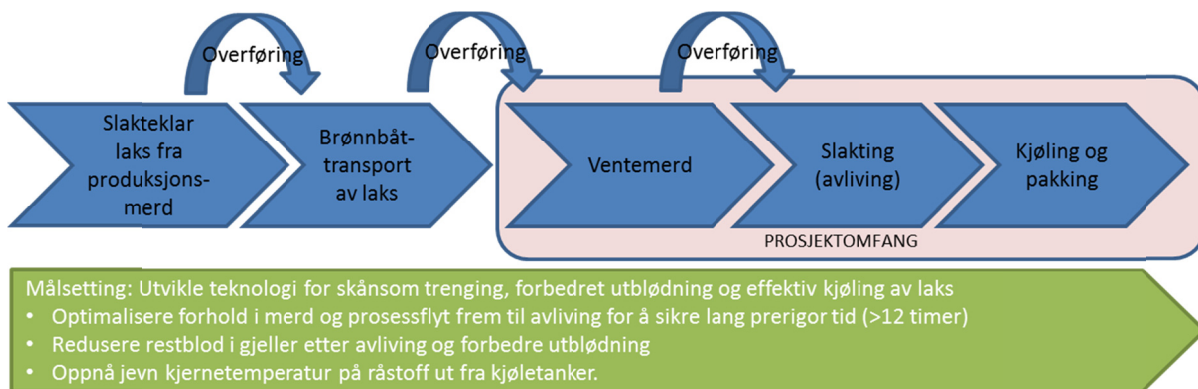 Overføring
Overføring
Overføring
Slakteklar
laks fra
produksjons-
merd
Brønnbåt-
transport
av laks
Ventemerd
Slakting
(avliving)
Kjøling og
pakking
PROSJEKTOMFANG
Målsetting: Utvikle teknologi for skånsom trenging, forbedret utblødning og effektiv kjøling av laks
• Optimalisere forhold i merd og prosessflyt frem til avliving for å sikre lang prerigor tid (>12 timer)
• Redusere restblod i gjeller etter avliving og forbedre utblødning
• Oppnå jevn kjernetemperatur på råstoff ut fra kjøletanker.